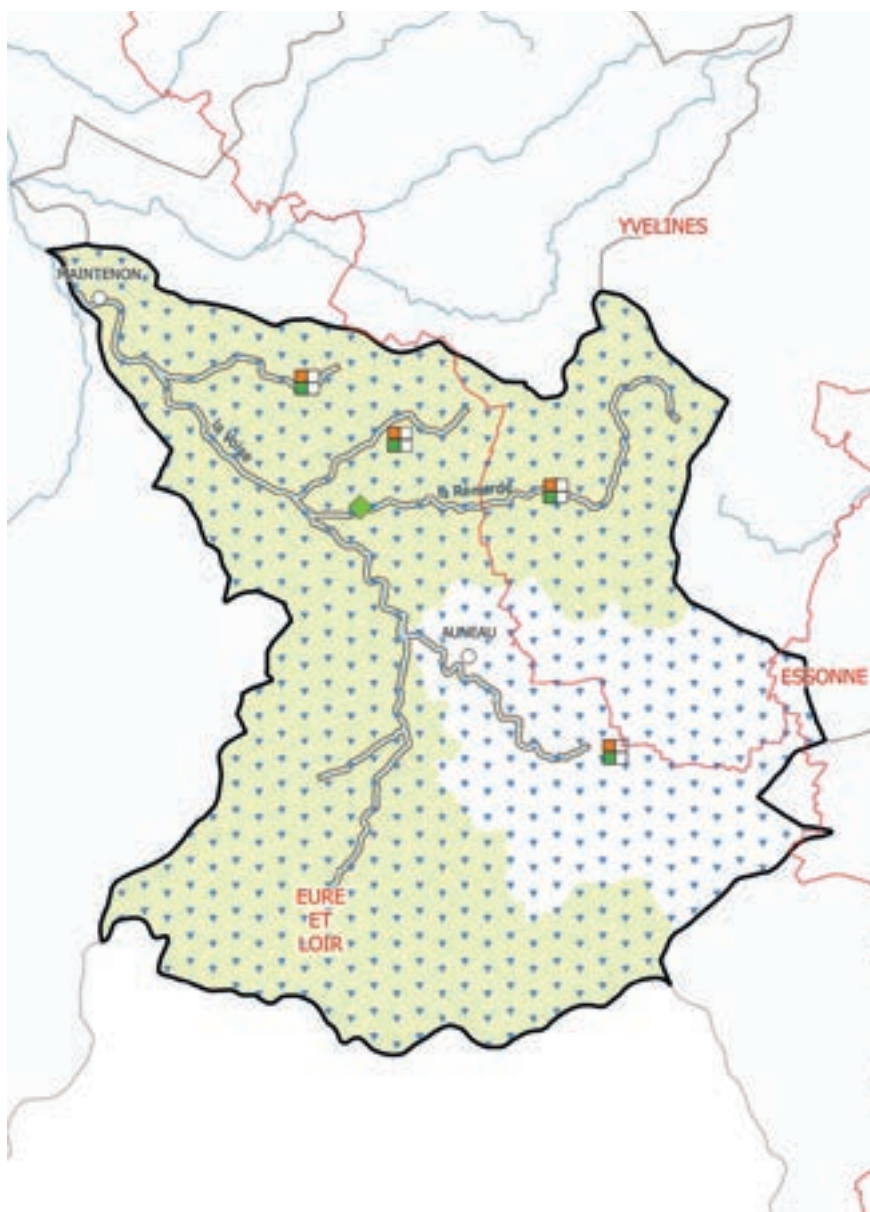 YVELINES
MAINTENON
la Voise
la Rémarde
AUNEAU
ESSONNE
EURE
ET
LOIR